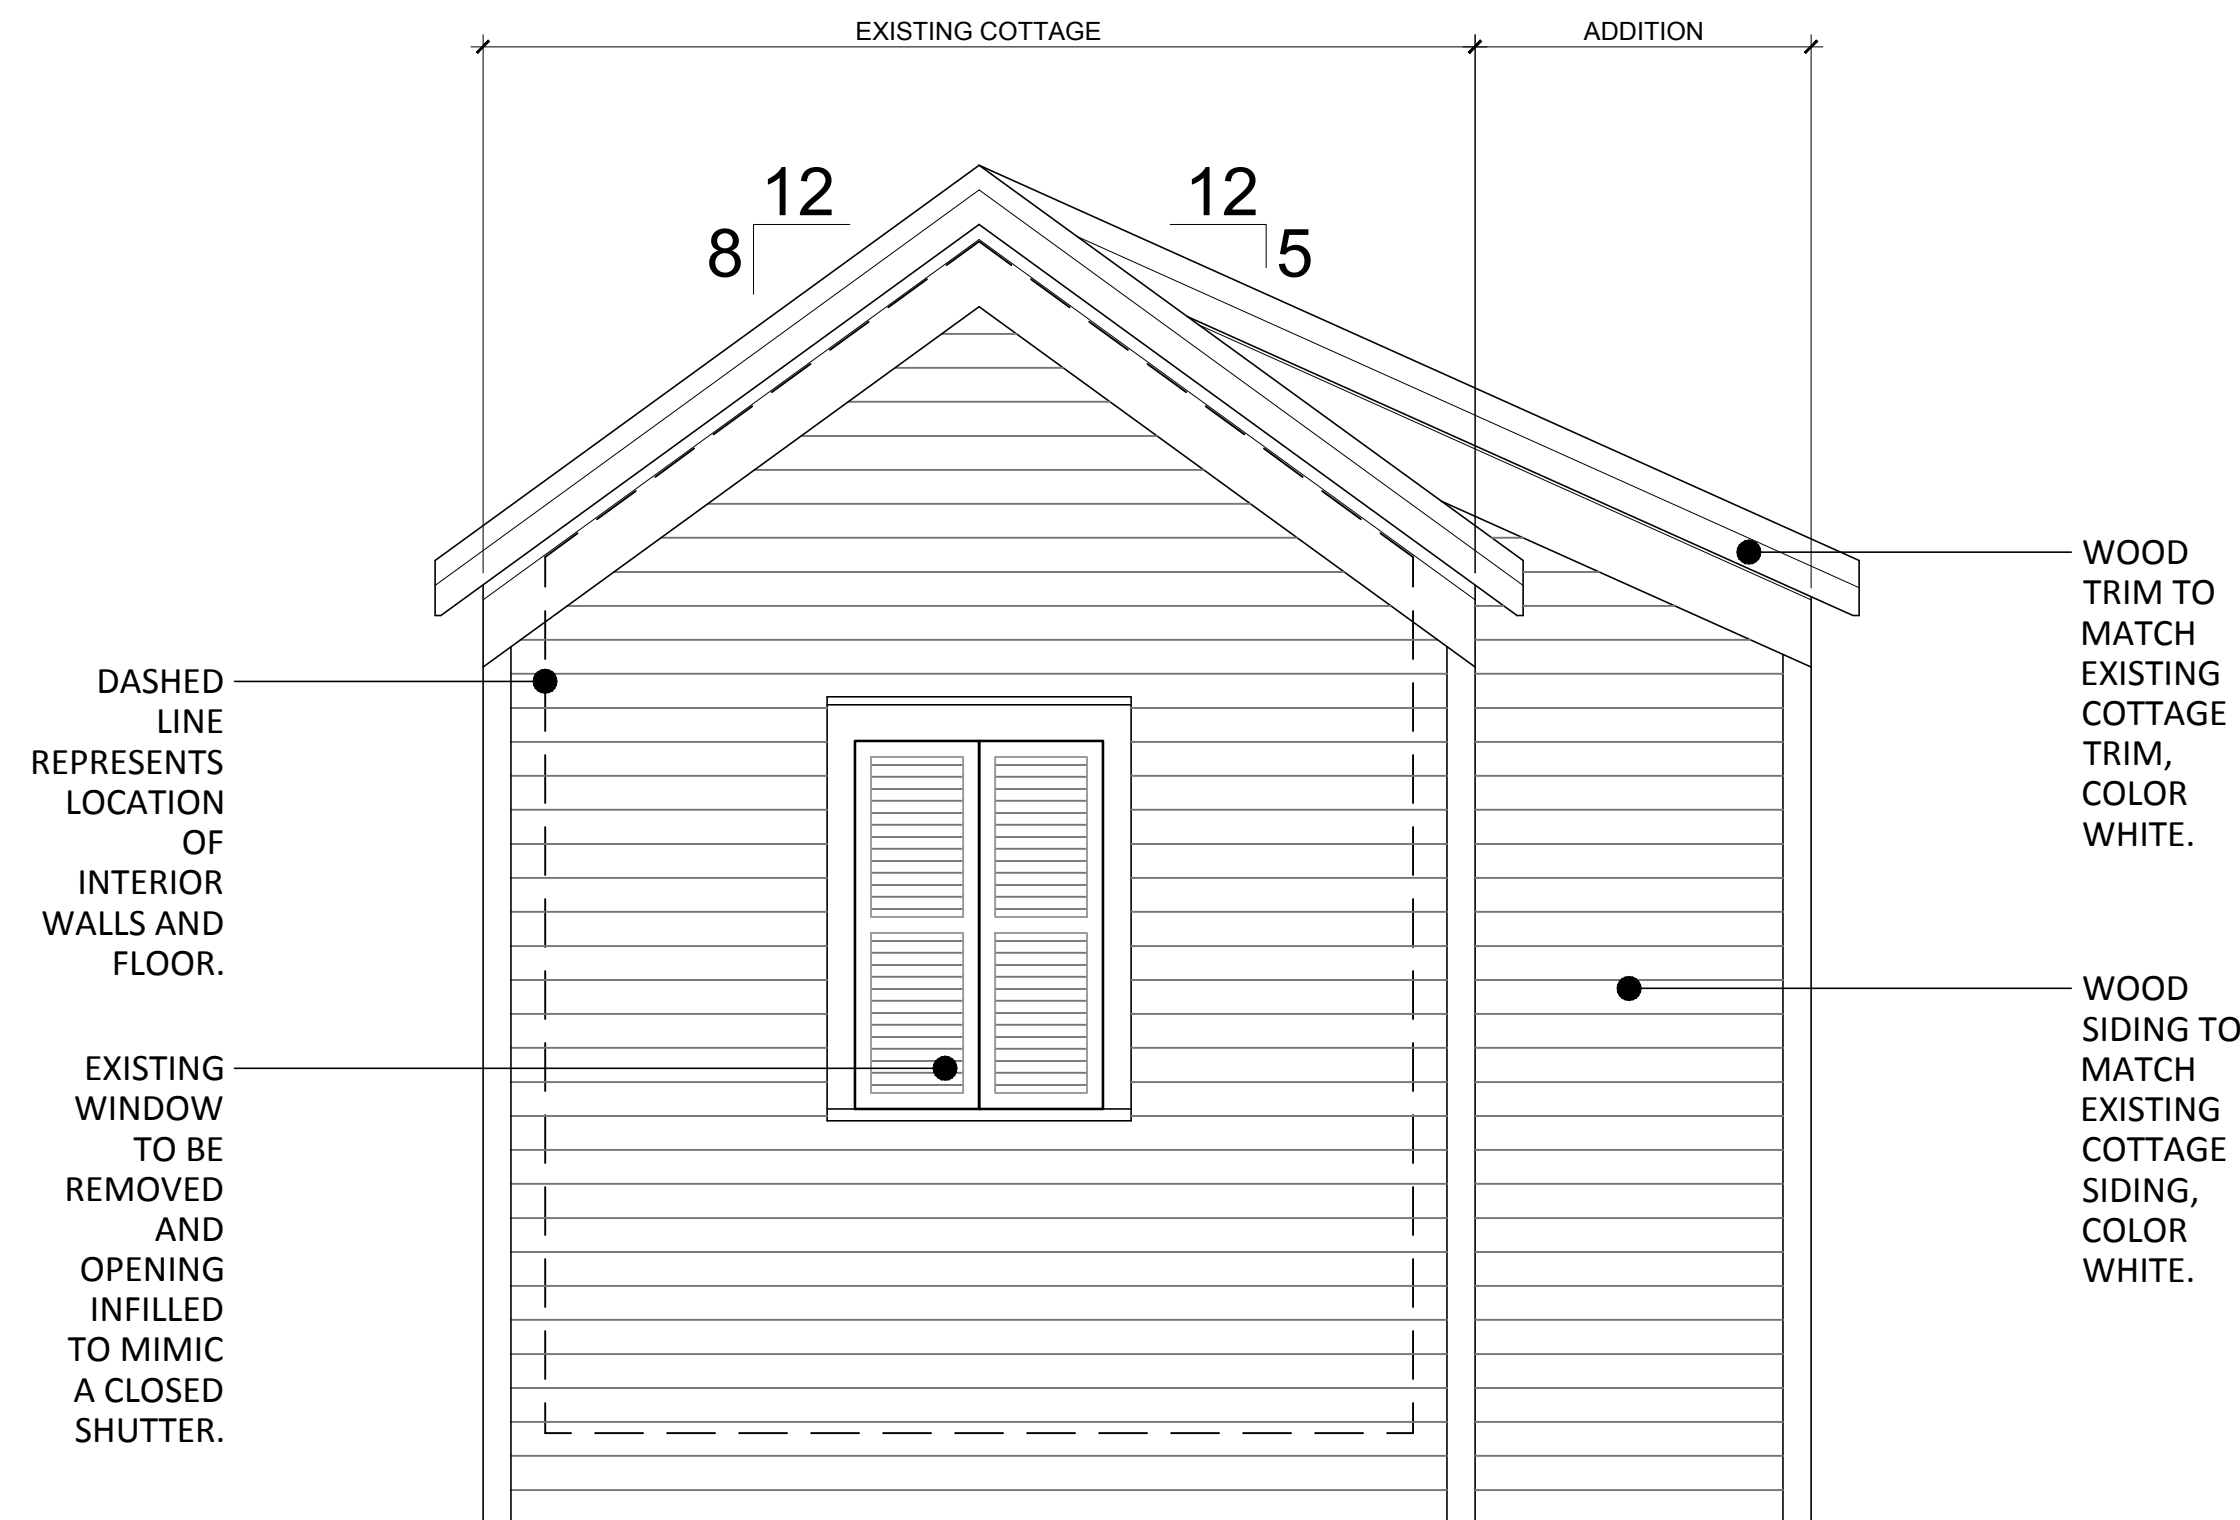 EXISTING COTTAGE
ADDITION
12
8
12
5
DASHED
LINE
REPRESENTS
LOCATION
OF
INTERIOR
WALLS AND
FLOOR.
EXISTING
WINDOW
TO BE
REMOVED
AND
OPENING
INFILLED
TO MIMIC
A CLOSED
SHUTTER.
WOOD
TRIM TO
MATCH
EXISTING
COTTAGE
TRIM,
COLOR
WHITE.
WOOD
SIDING TO
MATCH
EXISTING
COTTAGE
SIDING,
COLOR
WHITE.